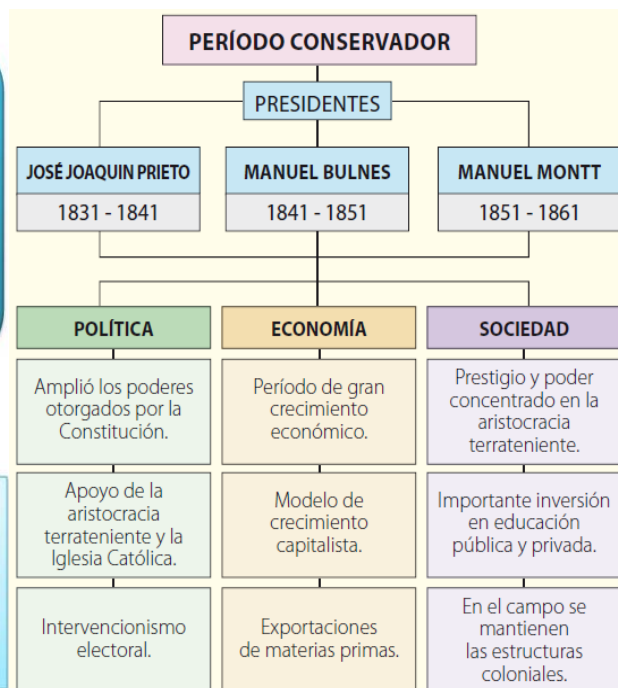 PERÍODO CONSERVADOR
PRESIDENTES
JOSÉ JOAQUIN PRIETO
1831 - 1841
MANUEL BULNES
1841 - 1851
MANUEL MONTT
1851 - 1861
POLÍTICA
Amplió los poderes
otorgados por la
Constitución.
Apoyo de la
aristocracia
terrateniente y la
Iglesia Católica.
Intervencionismo
electoral.
ECONOMÍA
Período de gran
crecimiento
económico.
Modelo de
crecimiento
capitalista.
Exportaciones
de materias primas.
SOCIEDAD
Prestigio y poder
concentrado en la
aristocracia
terrateniente.
Importante inversión
en educación
pública y privada.
En el campo se
mantienen
las estructuras
coloniales.